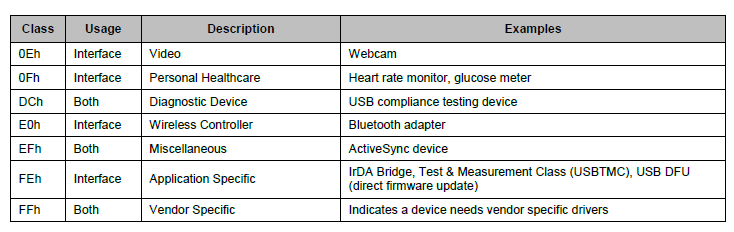 Class Usage Description Examples
0Eh Interface Video Webcam
0Fh Interface Personal Healthcare Heart rate monitor, glucose meter
DCh Both Diagnostic Device USB compliance testing device
E0h Interface Wireless Controller Bluetooth adapter
EFh Both Miscellaneous ActiveSync device
FEh Interface Application Specific IrDA Bridge, Test & Measurement Class (USBTMC), USB DFU
(direct firmware update)
FFh Both Vendor Specific Indicates a device needs vendor specific drivers